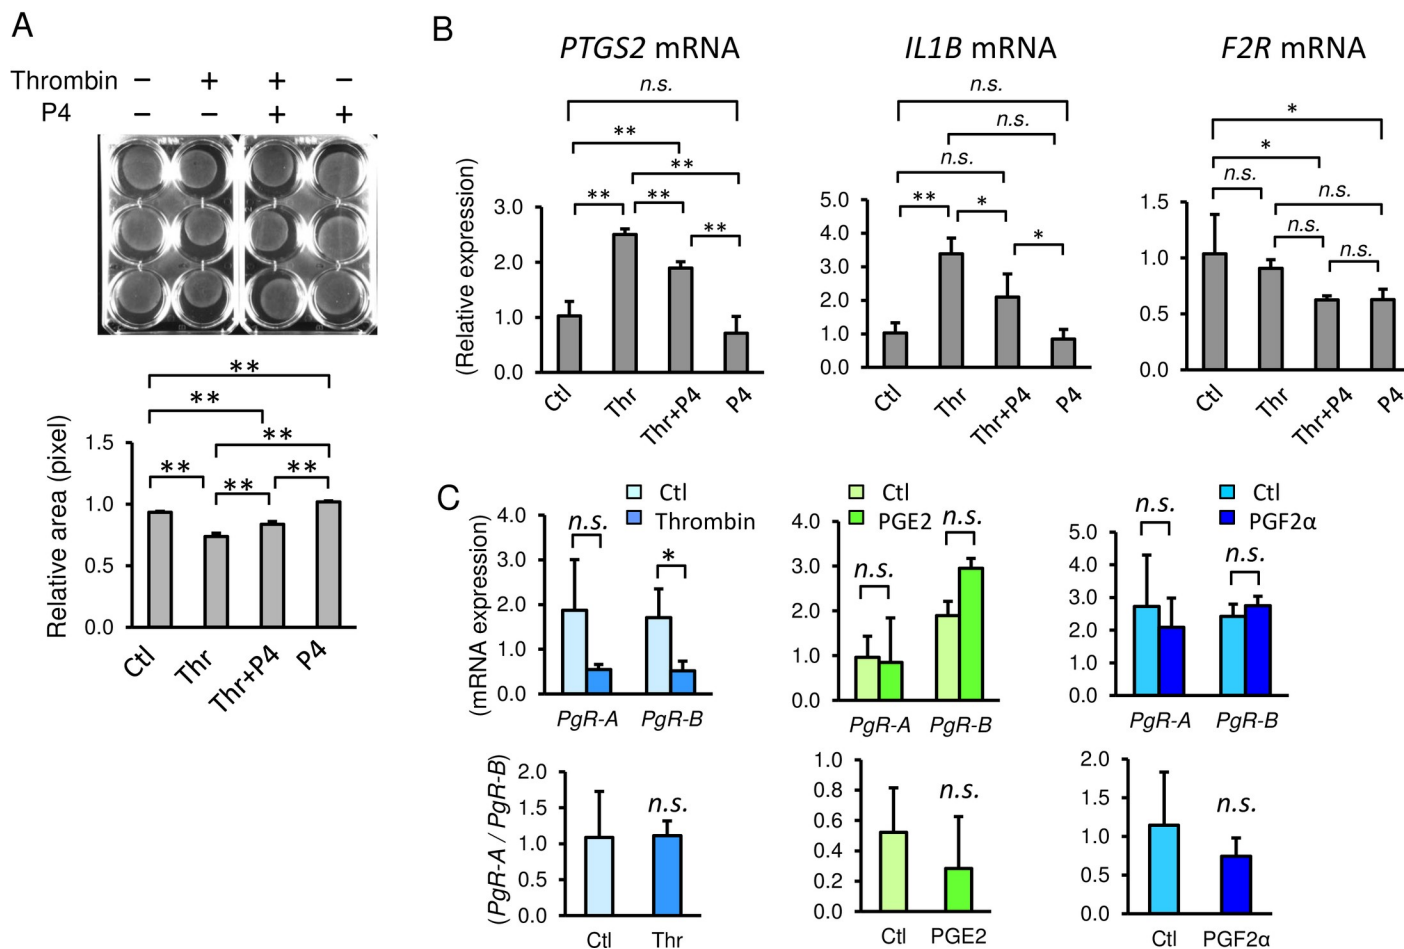 A
Thrombin − + + −
P4 − − + +
**
**
**
** ** **
Relative area (pixel)
1.5
1.0
0.5
0.0
Ctl Thr Thr+P4 P4
B
PTGS2 mRNA
n.s.
**
**
** ** **
(Relative expression)
3.0
2.0
1.0
0.0
Ctl Thr Thr+P4 P4
IL1B mRNA
n.s.
n.s.
n.s.
** * *
5.0
4.0
3.0
2.0
1.0
0.0
Ctl Thr Thr+P4 P4
F2R mRNA
*
*
n.s. n.s.
n.s. n.s.
1.5
1.0
0.5
0.0
Ctl Thr Thr+P4 P4
C
Ctl
Thrombin
n.s. *
(mRNA expression)
4.0
3.0
2.0
1.0
0.0
PgR-A PgR-B
Ctl
PGE2
n.s. n.s.
4.0
3.0
2.0
1.0
0.0
PgR-A PgR-B
Ctl
PGF2α
n.s. n.s.
5.0
4.0
3.0
2.0
1.0
0.0
PgR-A PgR-B
(PgR-A / PgR-B)
2.0
1.5
1.0
0.5
0.0
n.s.
Ctl Thr
1.0
0.8
0.6
0.4
0.2
0.0
n.s.
Ctl PGE2
2.0
1.5
1.0
0.5
0.0
n.s.
Ctl PGF2α